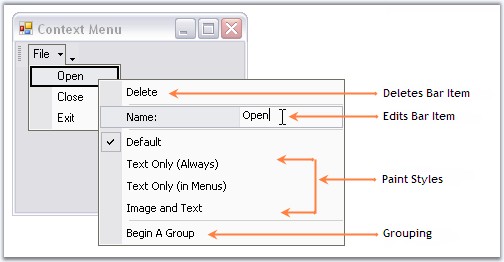 Context Menu
File
Open
Close
Exit
Delete
Deletes Bar Item
Name: Open
Edits Bar Item
Default
Text Only (Always)
Text Only (in Menus)
Paint Styles
Image and Text
Begin A Group
Grouping